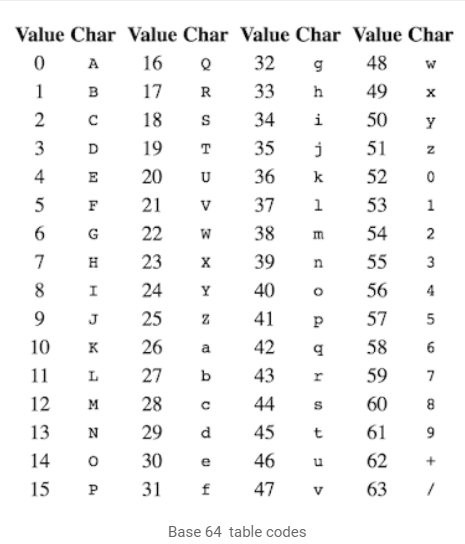 Value Char Value Char Value Char Value Char
0 A 16 Q 32 g 48 w
1 B 17 R 33 h 49 x
2 C 18 S 34 i 50 y
3 D 19 T 35 j 51 z
4 E 20 U 36 k 52 0
5 F 21 V 37 l 53 1
6 G 22 W 38 m 54 2
7 H 23 X 39 n 55 3
8 I 24 Y 40 o 56 4
9 J 25 Z 41 p 57 5
10 K 26 a 42 q 58 6
11 L 27 b 43 r 59 7
12 M 28 c 44 s 60 8
13 N 29 d 45 t 61 9
14 O 30 e 46 u 62 +
15 P 31 f 47 v 63 /
Base 64 table codes